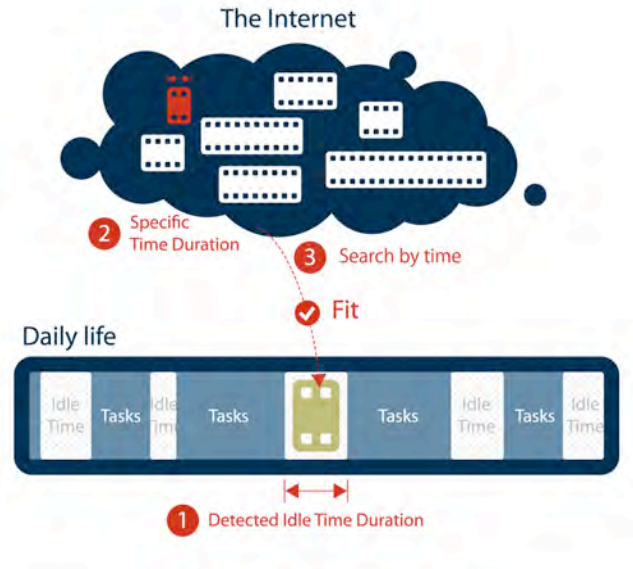 The Internet
2
Specific
Time Duration
3
Search by time
Fit
Daily life
Idle
Time
Tasks
Idle
Time
Tasks
Tasks
Idle
Time
Tasks
Idle
Time
1
Detected Idle Time Duration